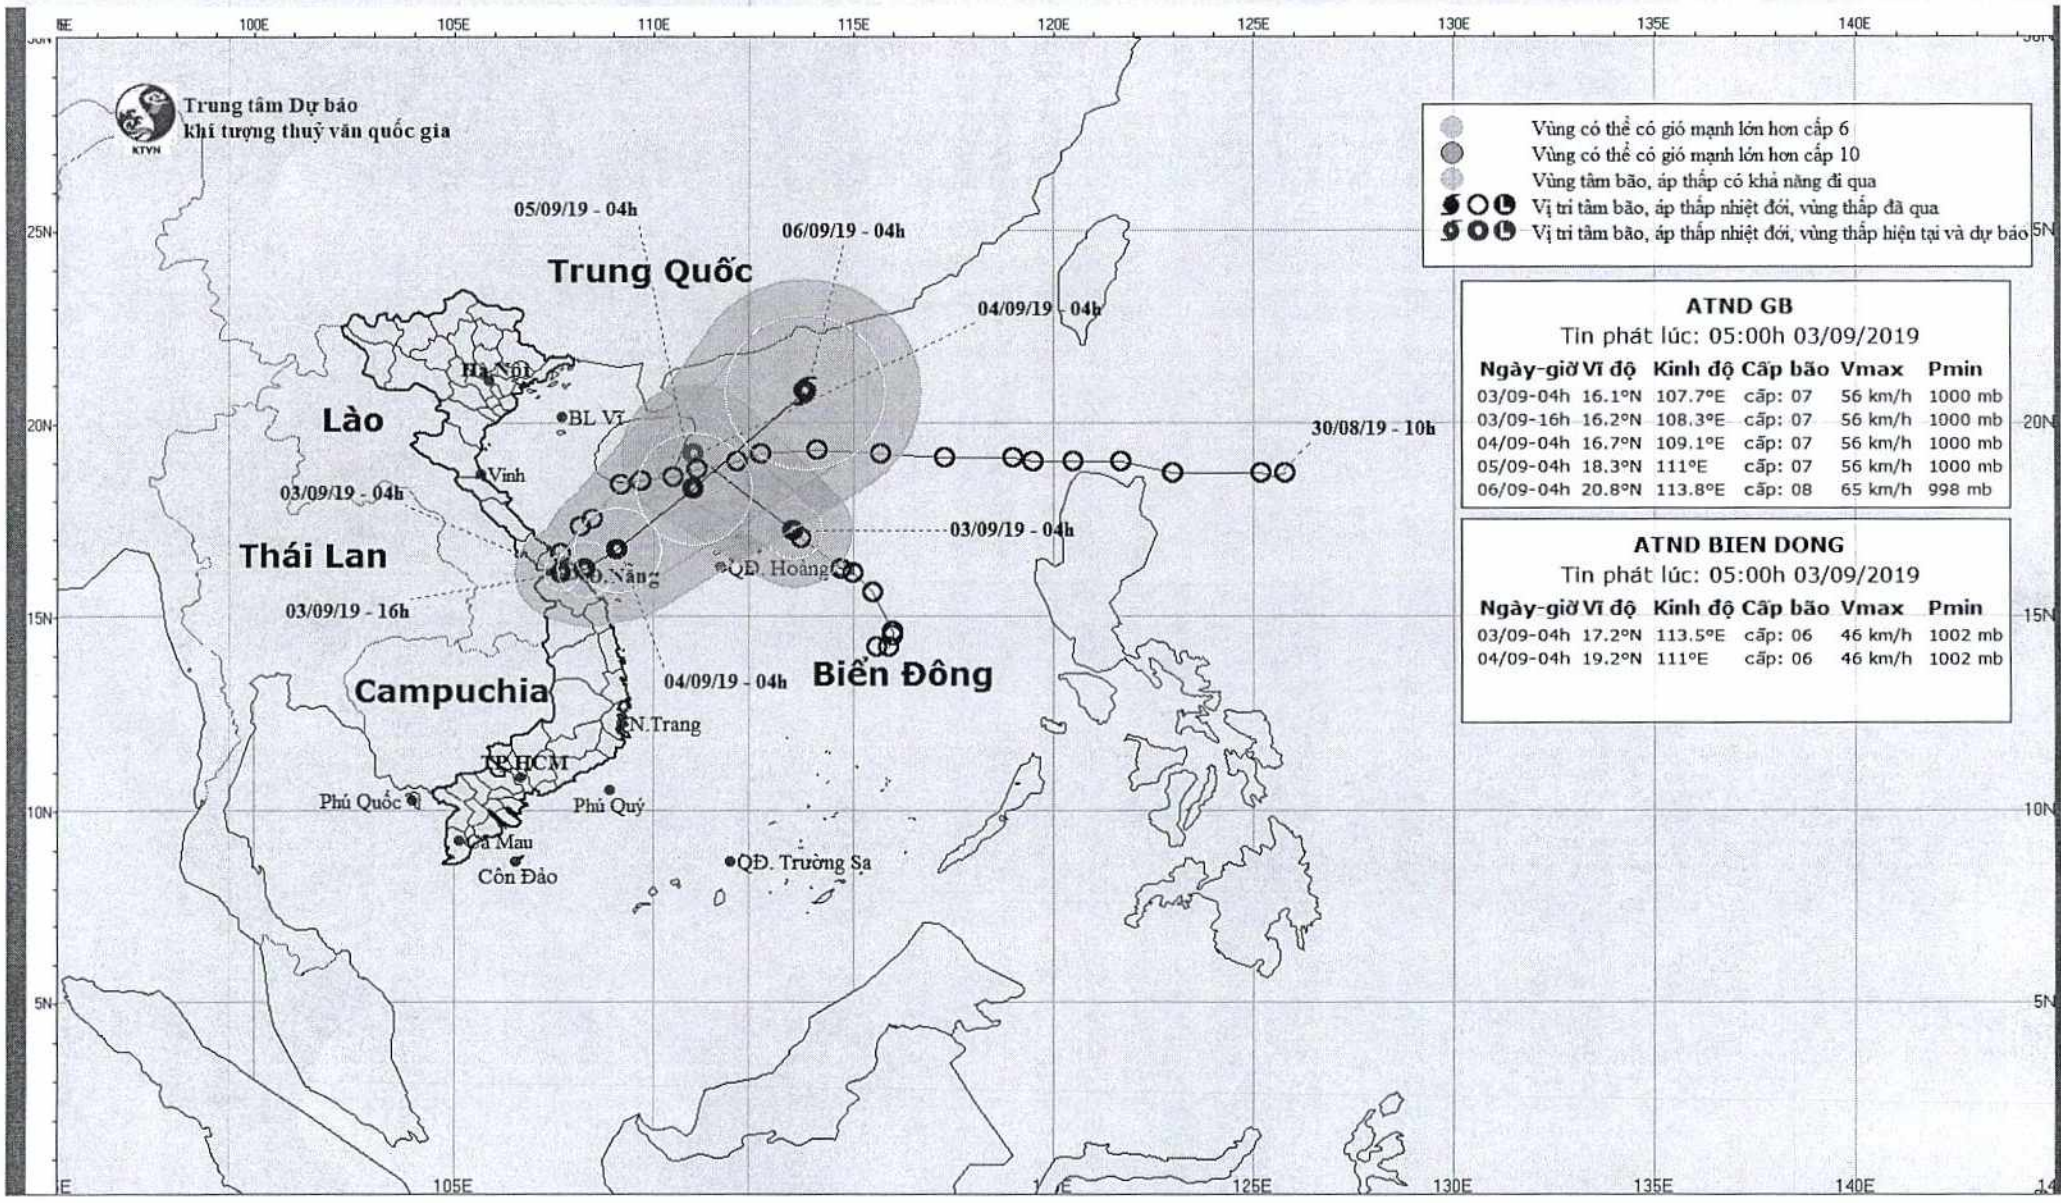 100E 105E 110E 115E 120E 125E 130E 135E 140E
Trung tâm Dự báo
khí tượng thuỷ văn quốc gia
KTVN
Vùng có thể có gió mạnh lớn hơn cấp 6
Vùng có thể có gió mạnh lớn hơn cấp 10
Vùng tâm bão, áp thấp có khả năng đi qua
Vị trí tâm bão, áp thấp nhiệt đới, vùng thấp đã qua
Vị trí tâm bão, áp thấp nhiệt đới, vùng thấp hiện tại và dự báo
05/09/19 - 04h
06/09/19 - 04h
25N 5N
Trung Quốc
04/09/19 - 04h
ATND GB
Tin phát lúc: 05:00h 03/09/2019
Ngày-giờ Vĩ độ Kinh độ Cấp bão Vmax Pmin
03/09-04h 16.1°N 107.7°E cấp: 07 56 km/h 1000 mb
03/09-16h 16.2°N 108.3°E cấp: 07 56 km/h 1000 mb
04/09-04h 16.7°N 109.1°E cấp: 07 56 km/h 1000 mb
05/09-04h 18.3°N 111°E cấp: 07 56 km/h 1000 mb
06/09-04h 20.8°N 113.8°E cấp: 08 65 km/h 998 mb
Hà Nội
Lào
BL Vĩ
20N 20N
30/08/19 - 10h
Vinh
03/09/19 - 04h
03/09/19 - 04h
Thái Lan
QĐ. Hoàng Sa
Đ.Nẵng
03/09/19 - 16h
15N 15N
ATND BIEN DONG
Tin phát lúc: 05:00h 03/09/2019
Ngày-giờ Vĩ độ Kinh độ Cấp bão Vmax Pmin
03/09-04h 17.2°N 113.5°E cấp: 06 46 km/h 1002 mb
04/09-04h 19.2°N 111°E cấp: 06 46 km/h 1002 mb
Campuchia
04/09/19 - 04h
Biển Đông
N.Trang
TP.HCM
Phú Quốc
Phú Quý
10N 10N
Cà Mau
Côn Đảo
QĐ. Trường Sa
5N 5N
105E 110E 115E 120E 125E 130E 135E 140E